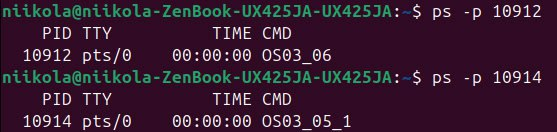 niikola@niikola-ZenBook-UX425JA-UX425JA:~$ ps -p 10912
    PID TTY          TIME CMD
  10912 pts/0    00:00:00 OS03_06
niikola@niikola-ZenBook-UX425JA-UX425JA:~$ ps -p 10914
    PID TTY          TIME CMD
  10914 pts/0    00:00:00 OS03_05_1